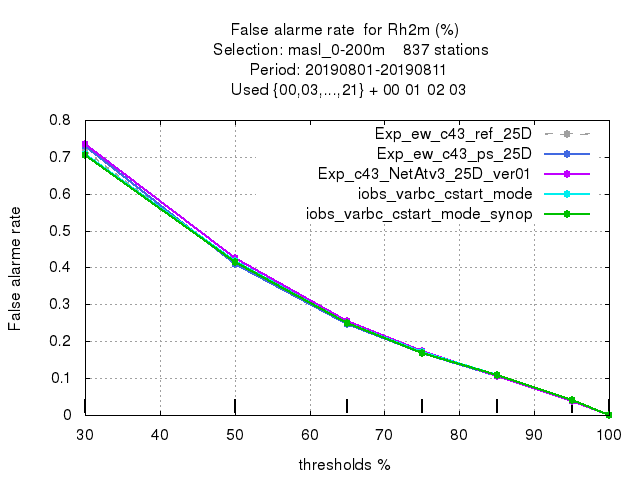 False alarme rate  for Rh2m (%)
Selection: masl_0-200m    837 stations
Period: 20190801-20190811
Used {00,03,...,21} + 00 01 02 03
Exp_ew_c43_ref_25D
Exp_ew_c43_ps_25D
Exp_c43_NetAtv3_25D_ver01
iobs_varbc_cstart_mode
iobs_varbc_cstart_mode_synop
False alarme rate
0.8
0.7
0.6
0.5
0.4
0.3
0.2
0.1
0
30 40 50 60 70 80 90 100
thresholds %